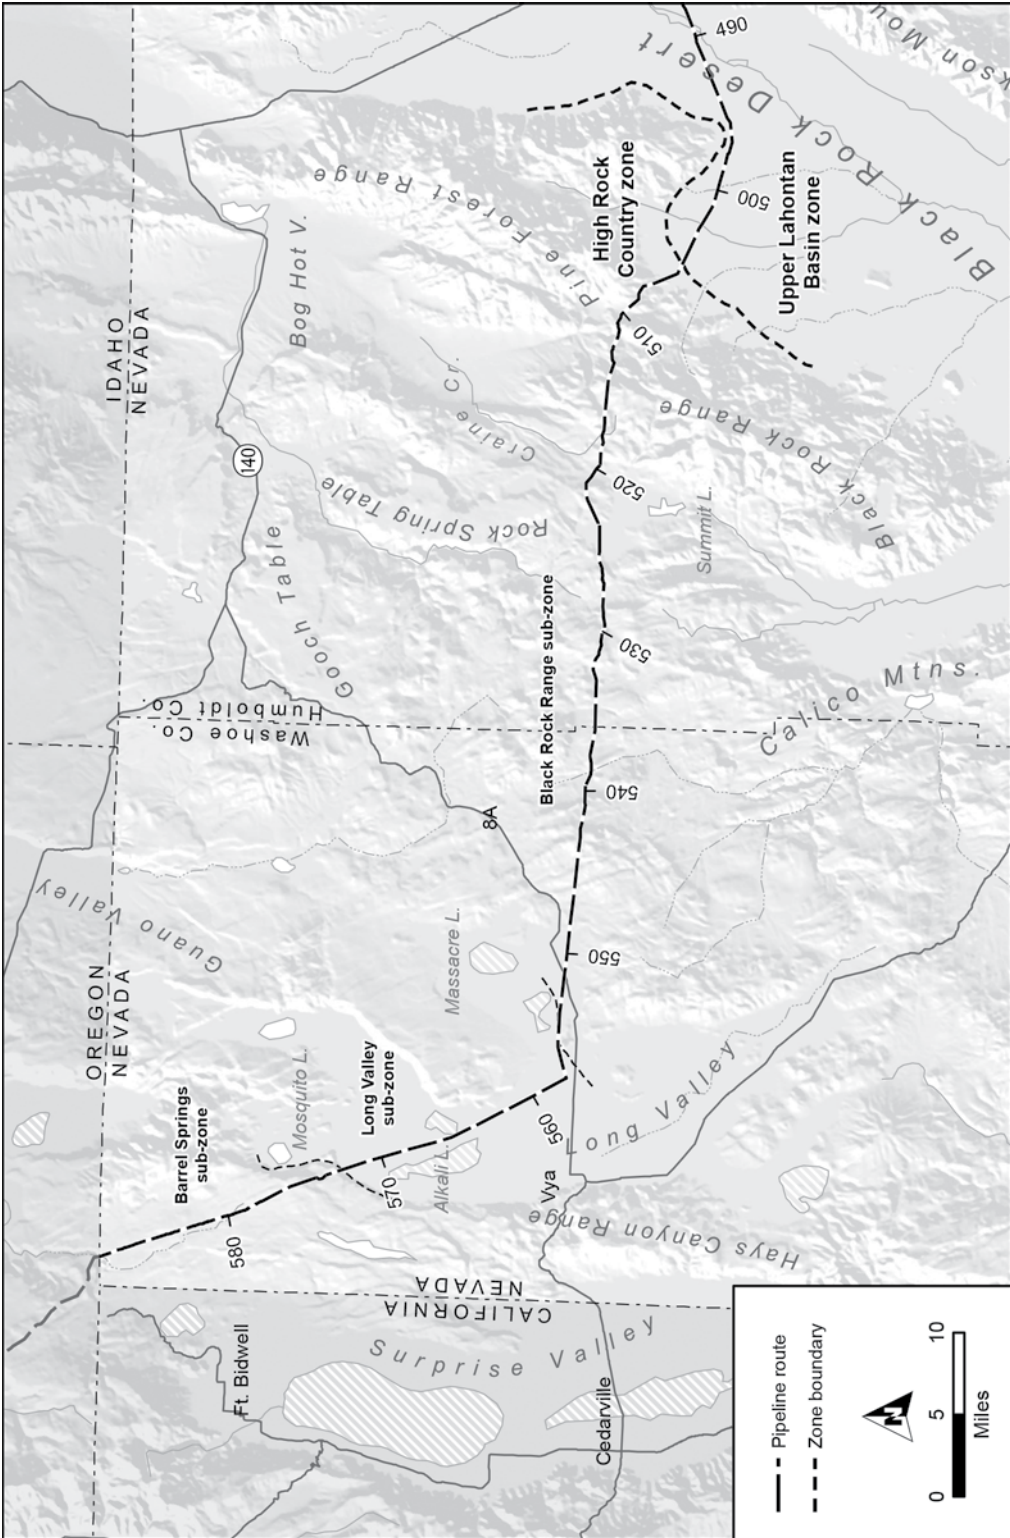 OREGON
NEVADA
IDAHO
NEVADA
Guano Valley
Washoe Co.
Humboldt Co.
140
Gooch Table
Bog Hot V.
Pine Forest Range
Rock Spring Table
Craine Cr.
Barrel Springs
sub-zone
Mosquito L.
Long Valley
sub-zone
Massacre L.
Alkali L.
580
570
560
550
540
530
520
510
500
490
8A
Black Rock Range sub-zone
High Rock
Country zone
Upper Lahontan
Basin zone
Black Rock Desert
kson Mou
Ft. Bidwell
CALIFORNIA
NEVADA
Surprise Valley
Cedarville
Vya
Long Valley
Hays Canyon Range
Summit L.
Black Rock Range
Calico Mtns.
Pipeline route
Zone boundary
N
0 5 10
Miles